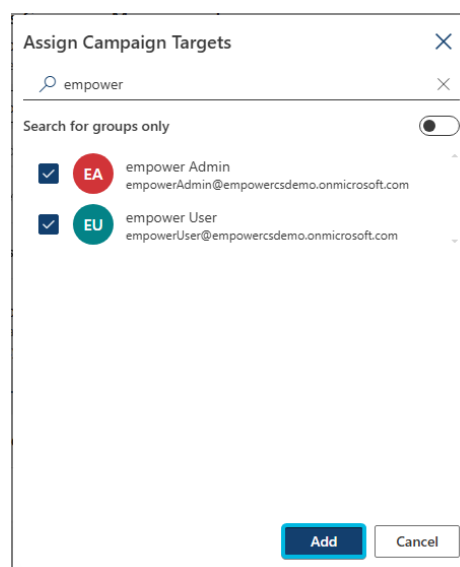 Assign Campaign Targets
empower
Search for groups only
EA
empower Admin
empowerAdmin@empowercsdemo.onmicrosoft.com
EU
empower User
empowerUser@empowercsdemo.onmicrosoft.com
Add
Cancel